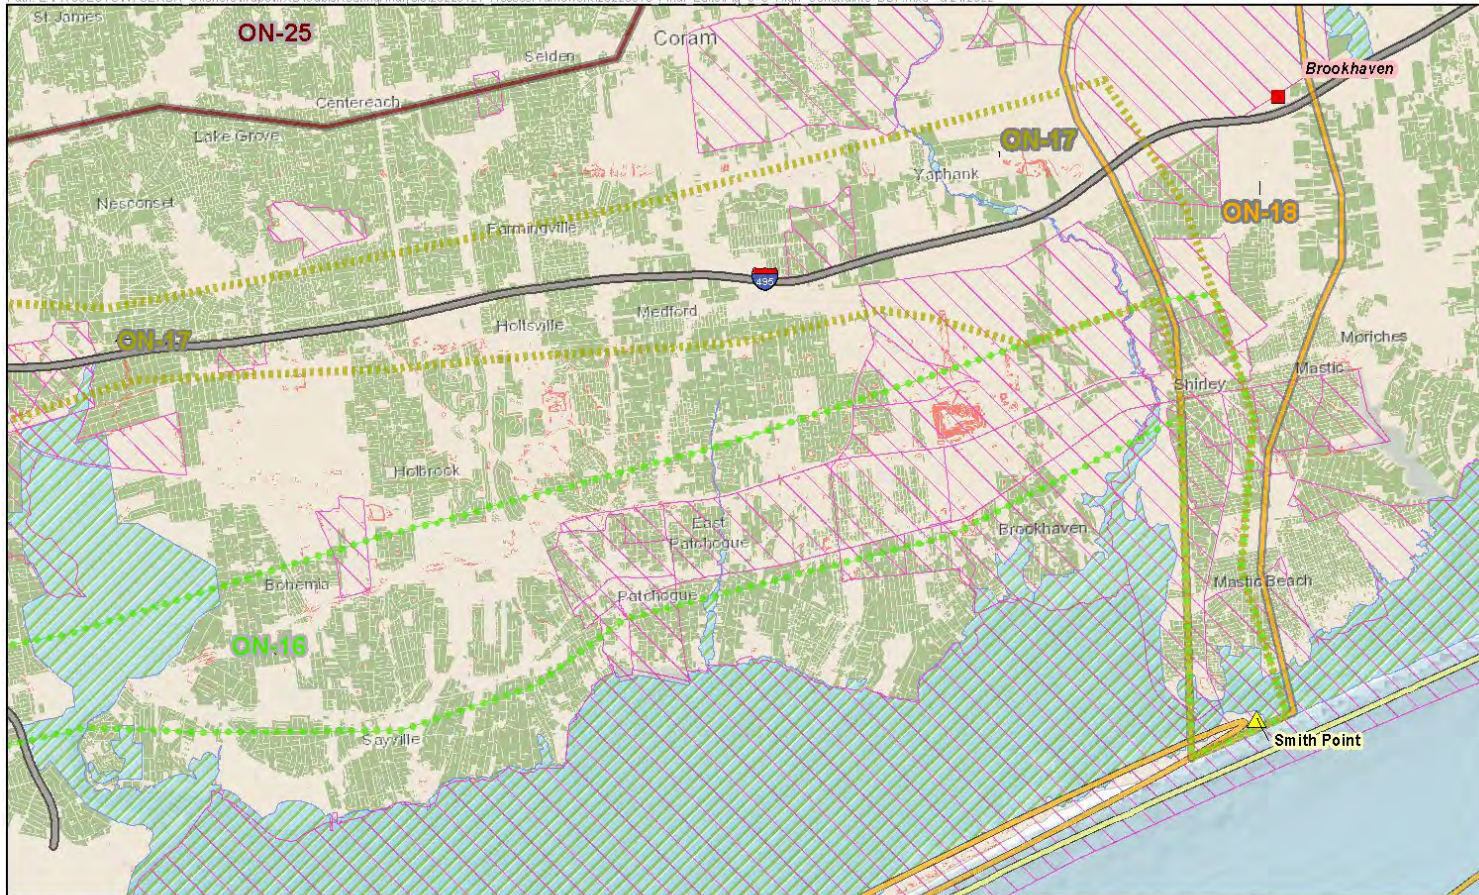 St James
ON-25
Coram
Selden
Brookhaven
Centereach
Lake Grove
ON-17
Yaphank
Nesconset
ON-18
Farmingville
495
Medford
Holtsville
ON-17
Moriches
Mastic
Shirley
Holbrook
East
Patchogue
Brookhaven
Bohemia
Mastic Beach
Patchogue
ON-16
Sayville
Smith Point